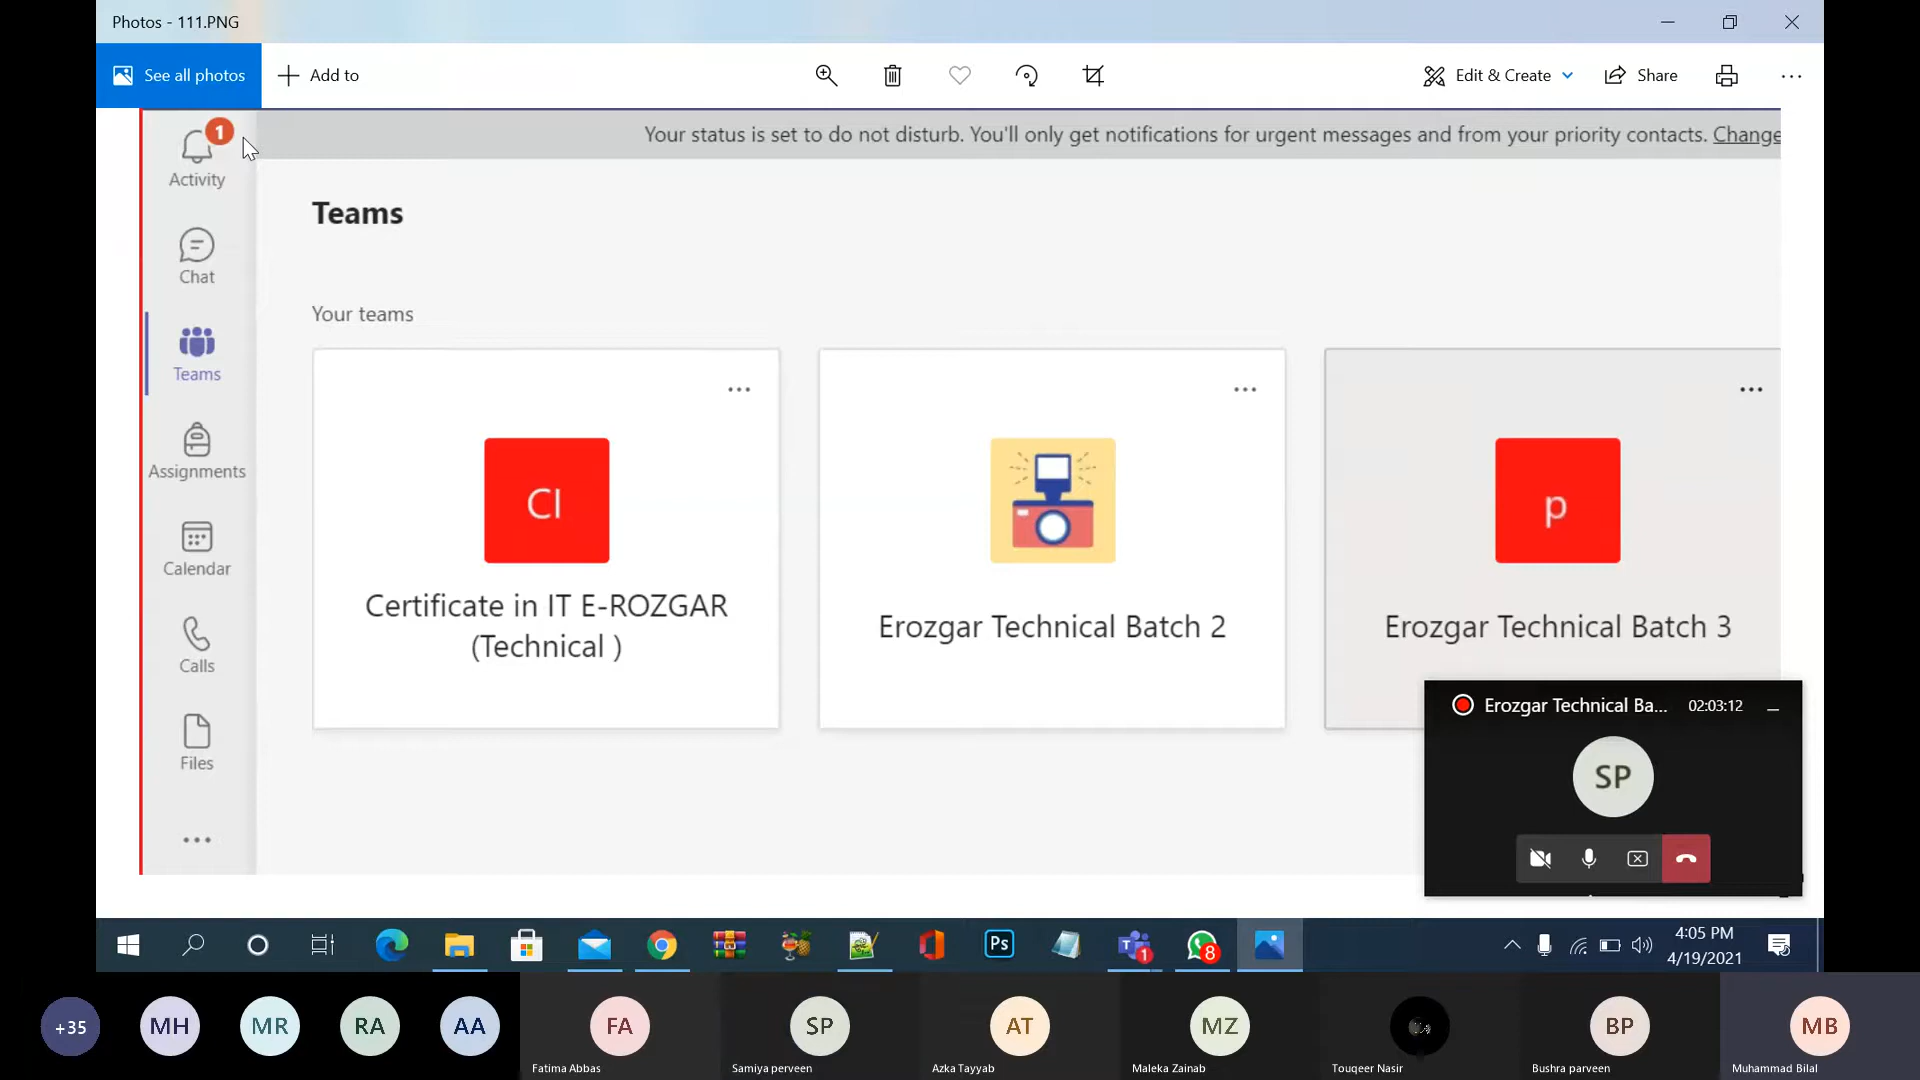 Photos - 111.PNG
See all photos
Add to
Edit & Create
Share
1
Activity
Your status is set to do not disturb. You'll only get notifications for urgent messages and from your priority contacts. Change
Teams
Chat
Your teams
Teams
Assignments
CI
p
Calendar
Certificate in IT E-ROZGAR
(Technical )
Erozgar Technical Batch 2
Erozgar Technical Batch 3
Calls
Files
Erozgar Technical Ba...
02:03:12
SP
Ps
1
8
4:05 PM
4/19/2021
+35
MH
MR
RA
AA
FA
SP
AT
MZ
BP
MB
Fatima Abbas
Samiya perveen
Azka Tayyab
Maleka Zainab
Touqeer Nasir
Bushra parveen
Muhammad Bilal